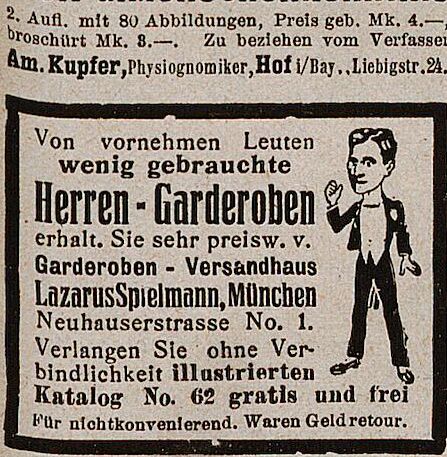 2. Aufl. mit 80 Abbildungen, Preis geb. Mk. 4.—,
broschürt Mk. 3.—. Zu beziehen vom Verfasser
Am. Kupfer, Physiognomiker, Hof i/Bay., Liebigstr. 24.
Von vornehmen Leuten
wenig gebrauchte
Herren - Garderoben
erhalt. Sie sehr preisw. v.
Garderoben - Versandhaus
Lazarus Spielmann, München
Neuhauserstrasse No. 1.
Verlangen Sie ohne Ver-
bindlichkeit illustrierten
Katalog No. 62 gratis und frei
Für nichtkonvenierend. Waren Geld retour.